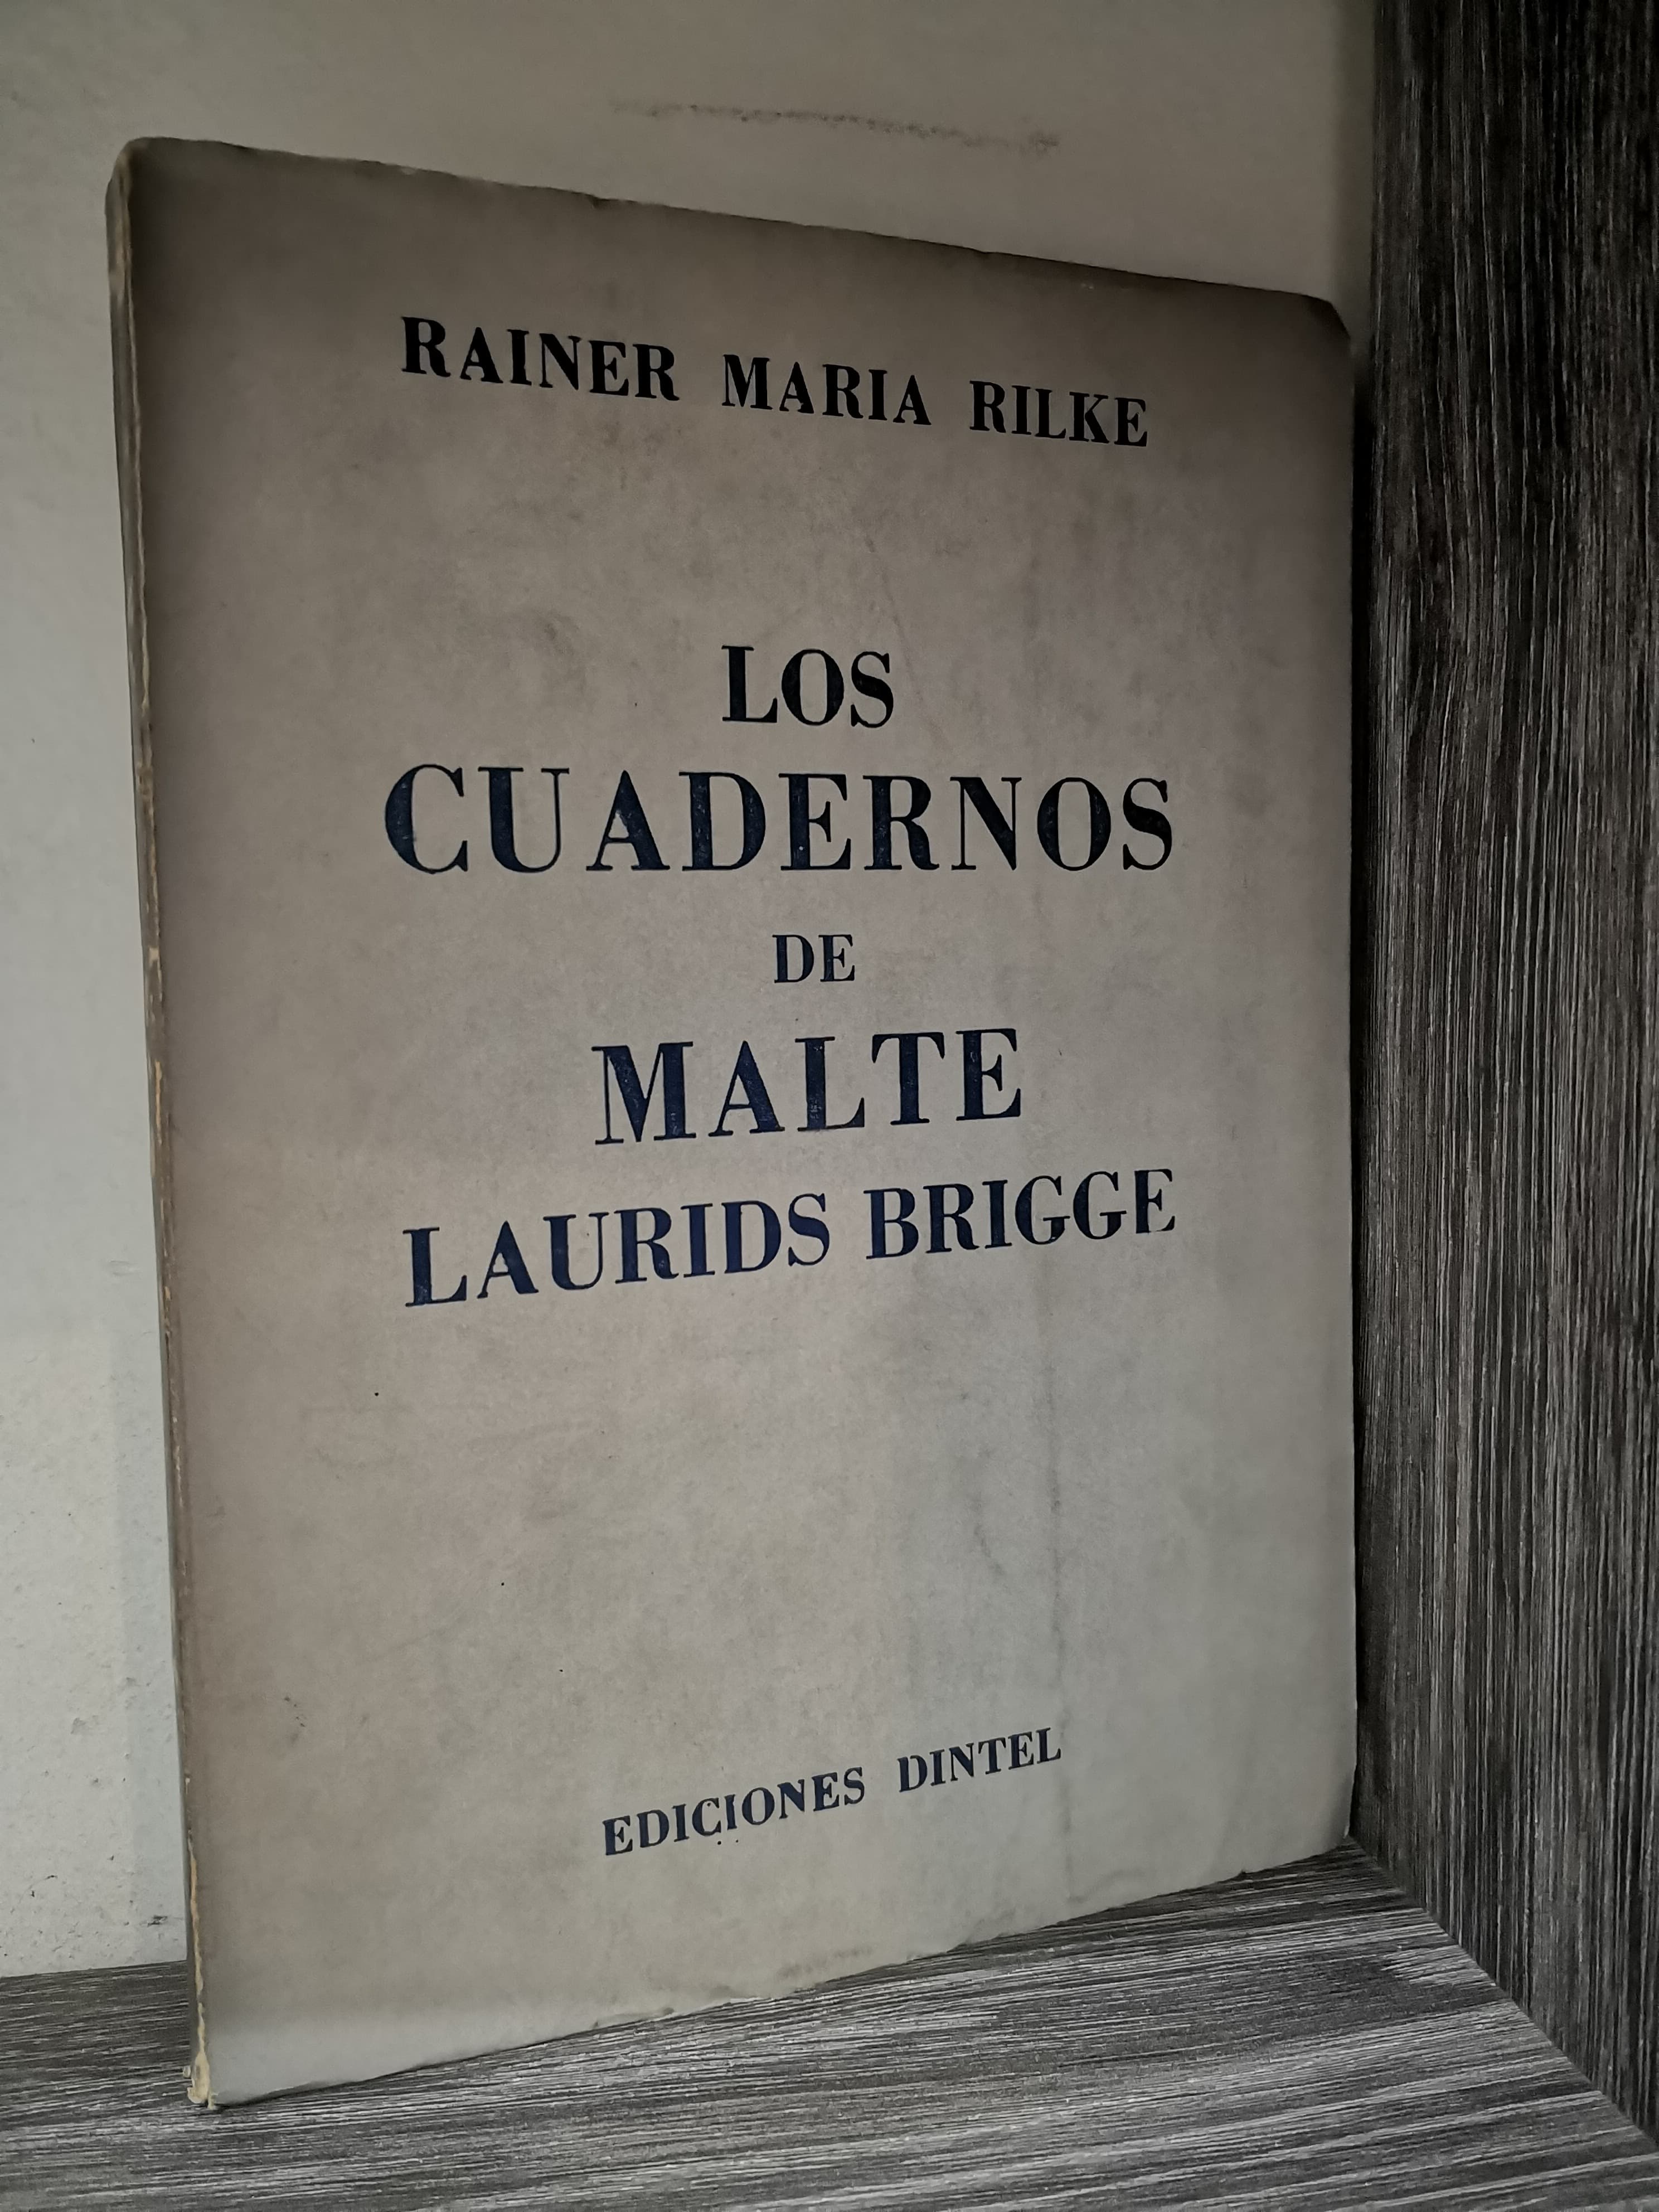 RAINER MARIA RILKE
LOS
CUADERNOS
DE
MALTE
LAURIDS BRIGGE
EDICIONES DINTEL